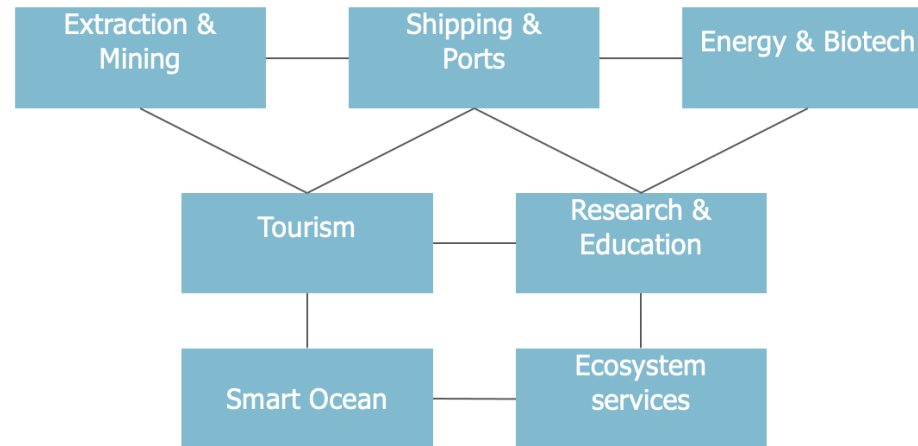 Extraction &
Mining
Shipping &
Ports
Energy & Biotech
Tourism
Research &
Education
Smart Ocean
Ecosystem
services